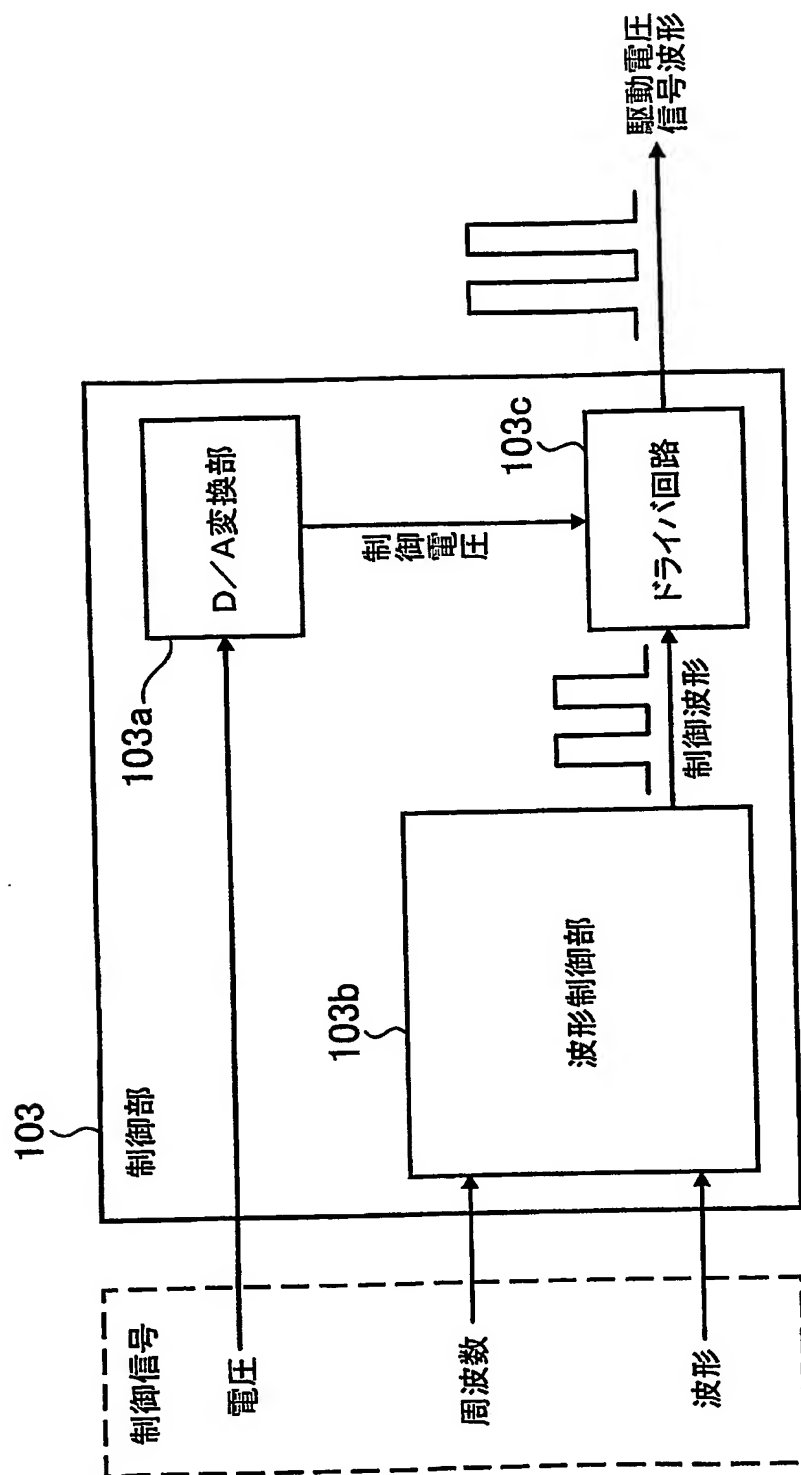 103
制御部
制御信号
電圧
周波数
波形
103a
D/A変換部
制御
電圧
103b
波形制御部
制御波形
103c
ドライバ回路
駆動電圧
信号波形